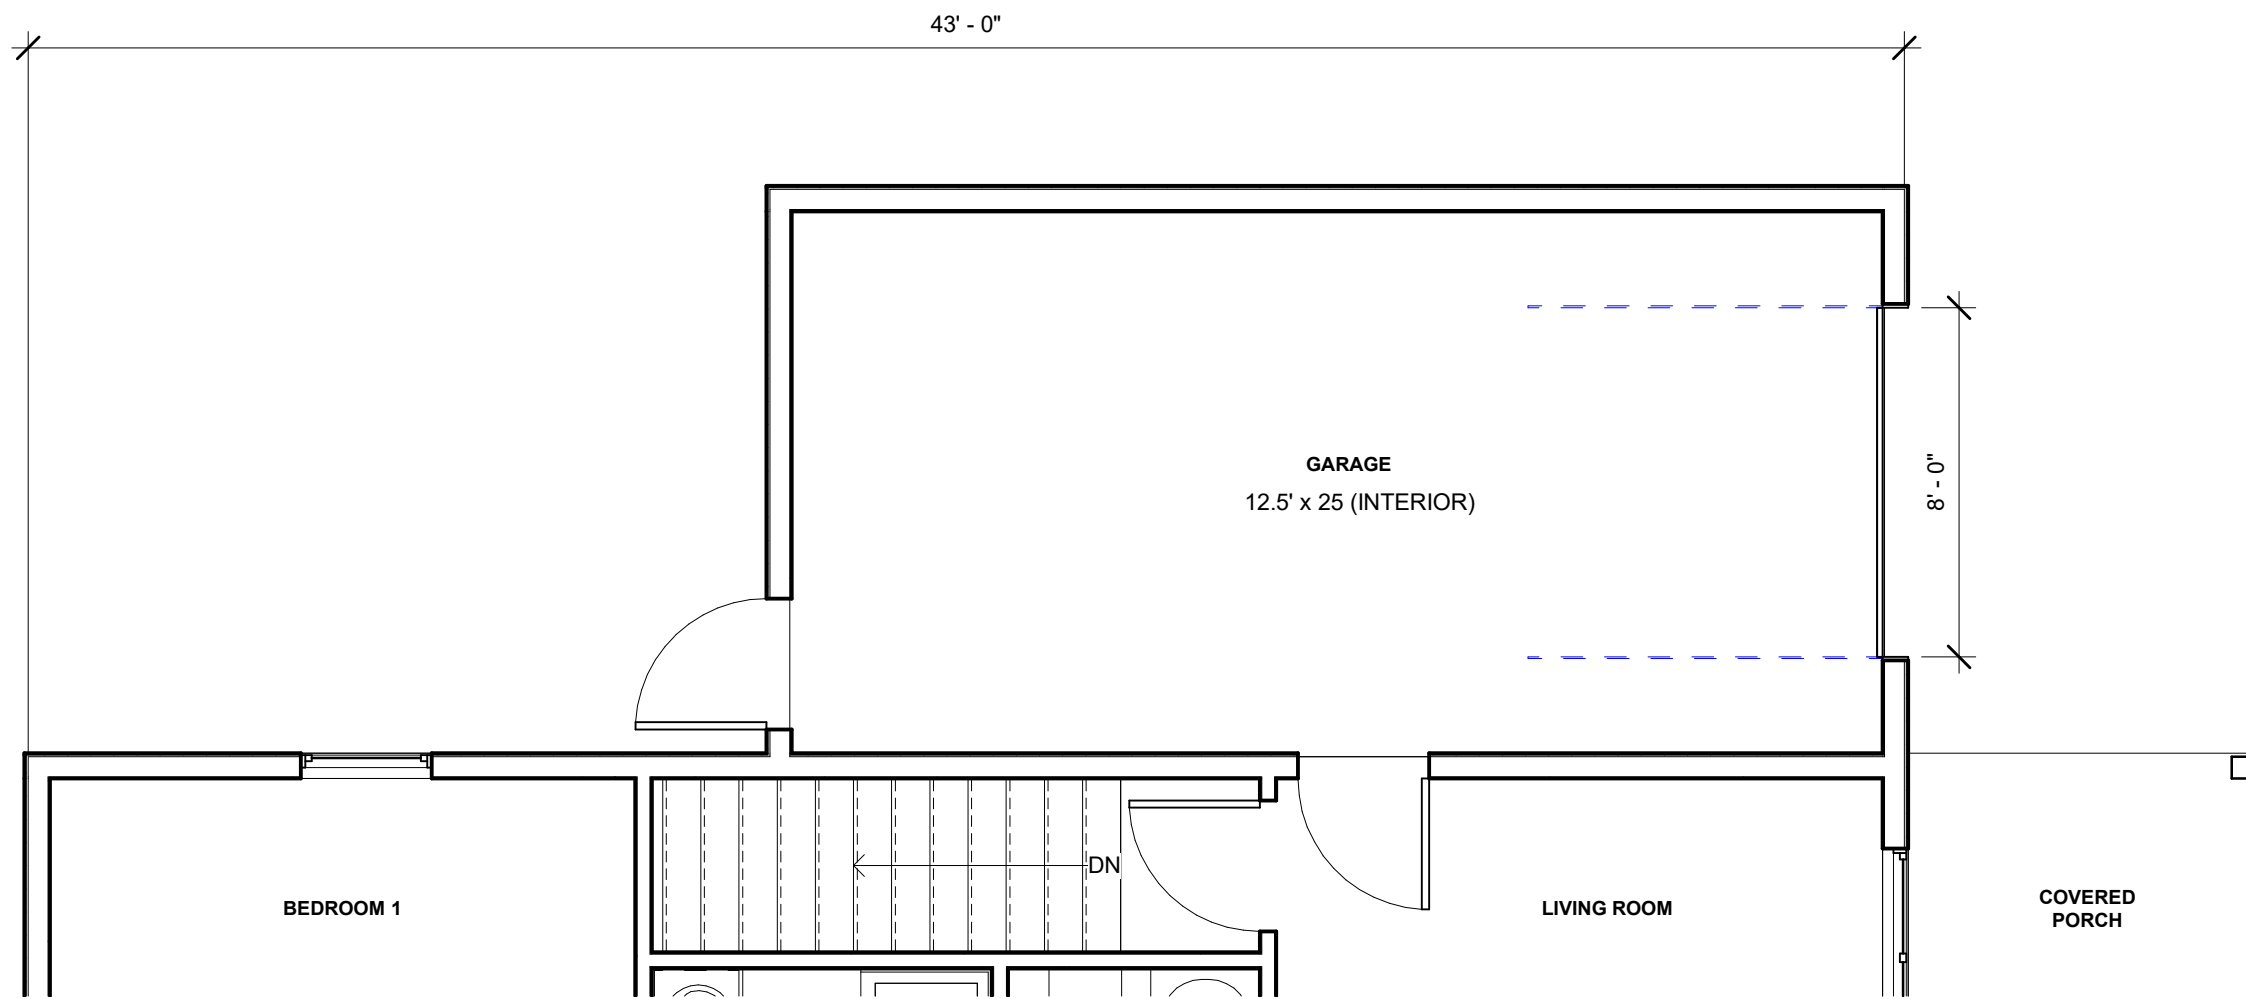 43' - 0"
GARAGE
12.5' x 25 (INTERIOR)
8' - 0"
DN
BEDROOM 1
LIVING ROOM
COVERED
PORCH